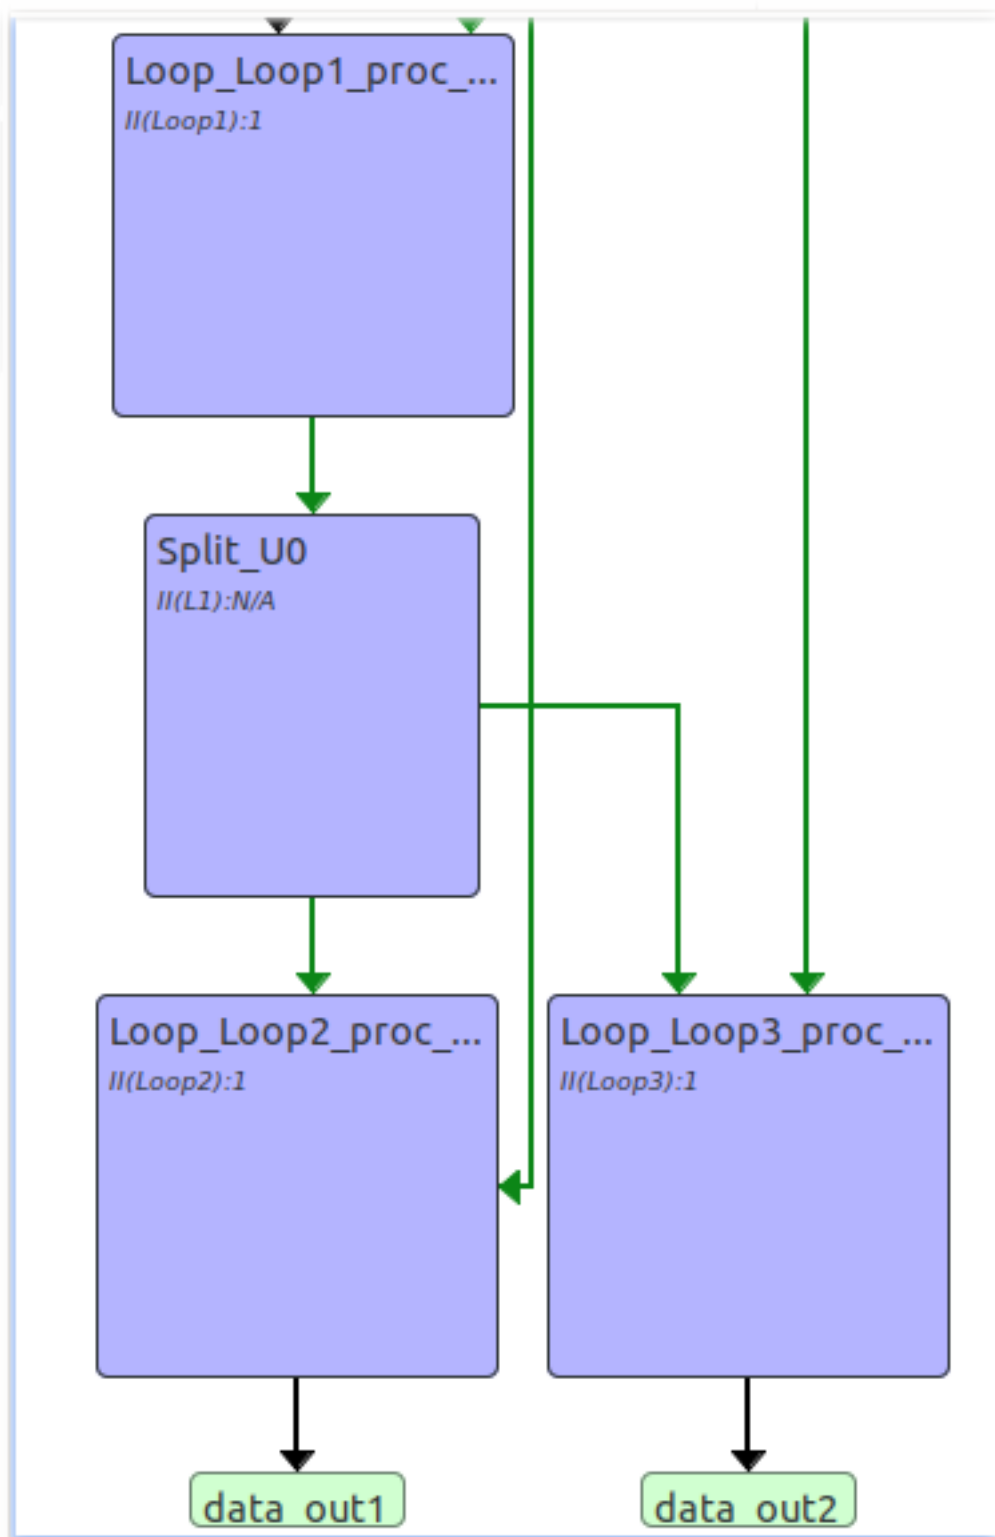 Loop_Loop1_proc_...
II(Loop1):1
Split_U0
II(L1):N/A
Loop_Loop2_proc_...
II(Loop2):1
Loop_Loop3_proc_...
II(Loop3):1
data_out1
data_out2